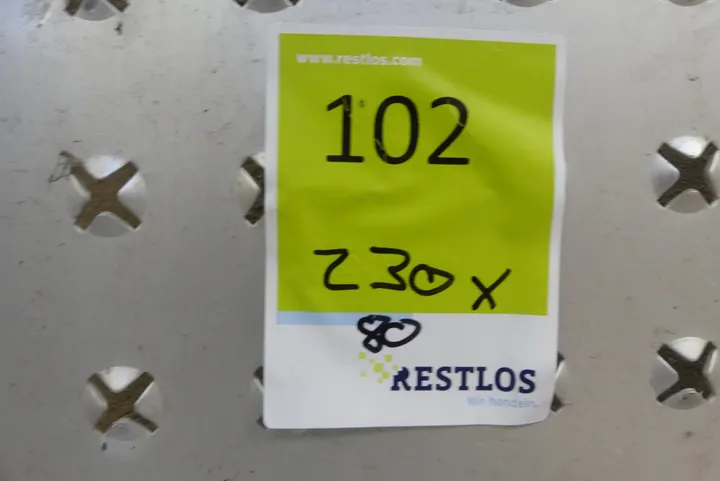 www.restlos.com
102
230 x
80
RESTLOS
Wir handeln.